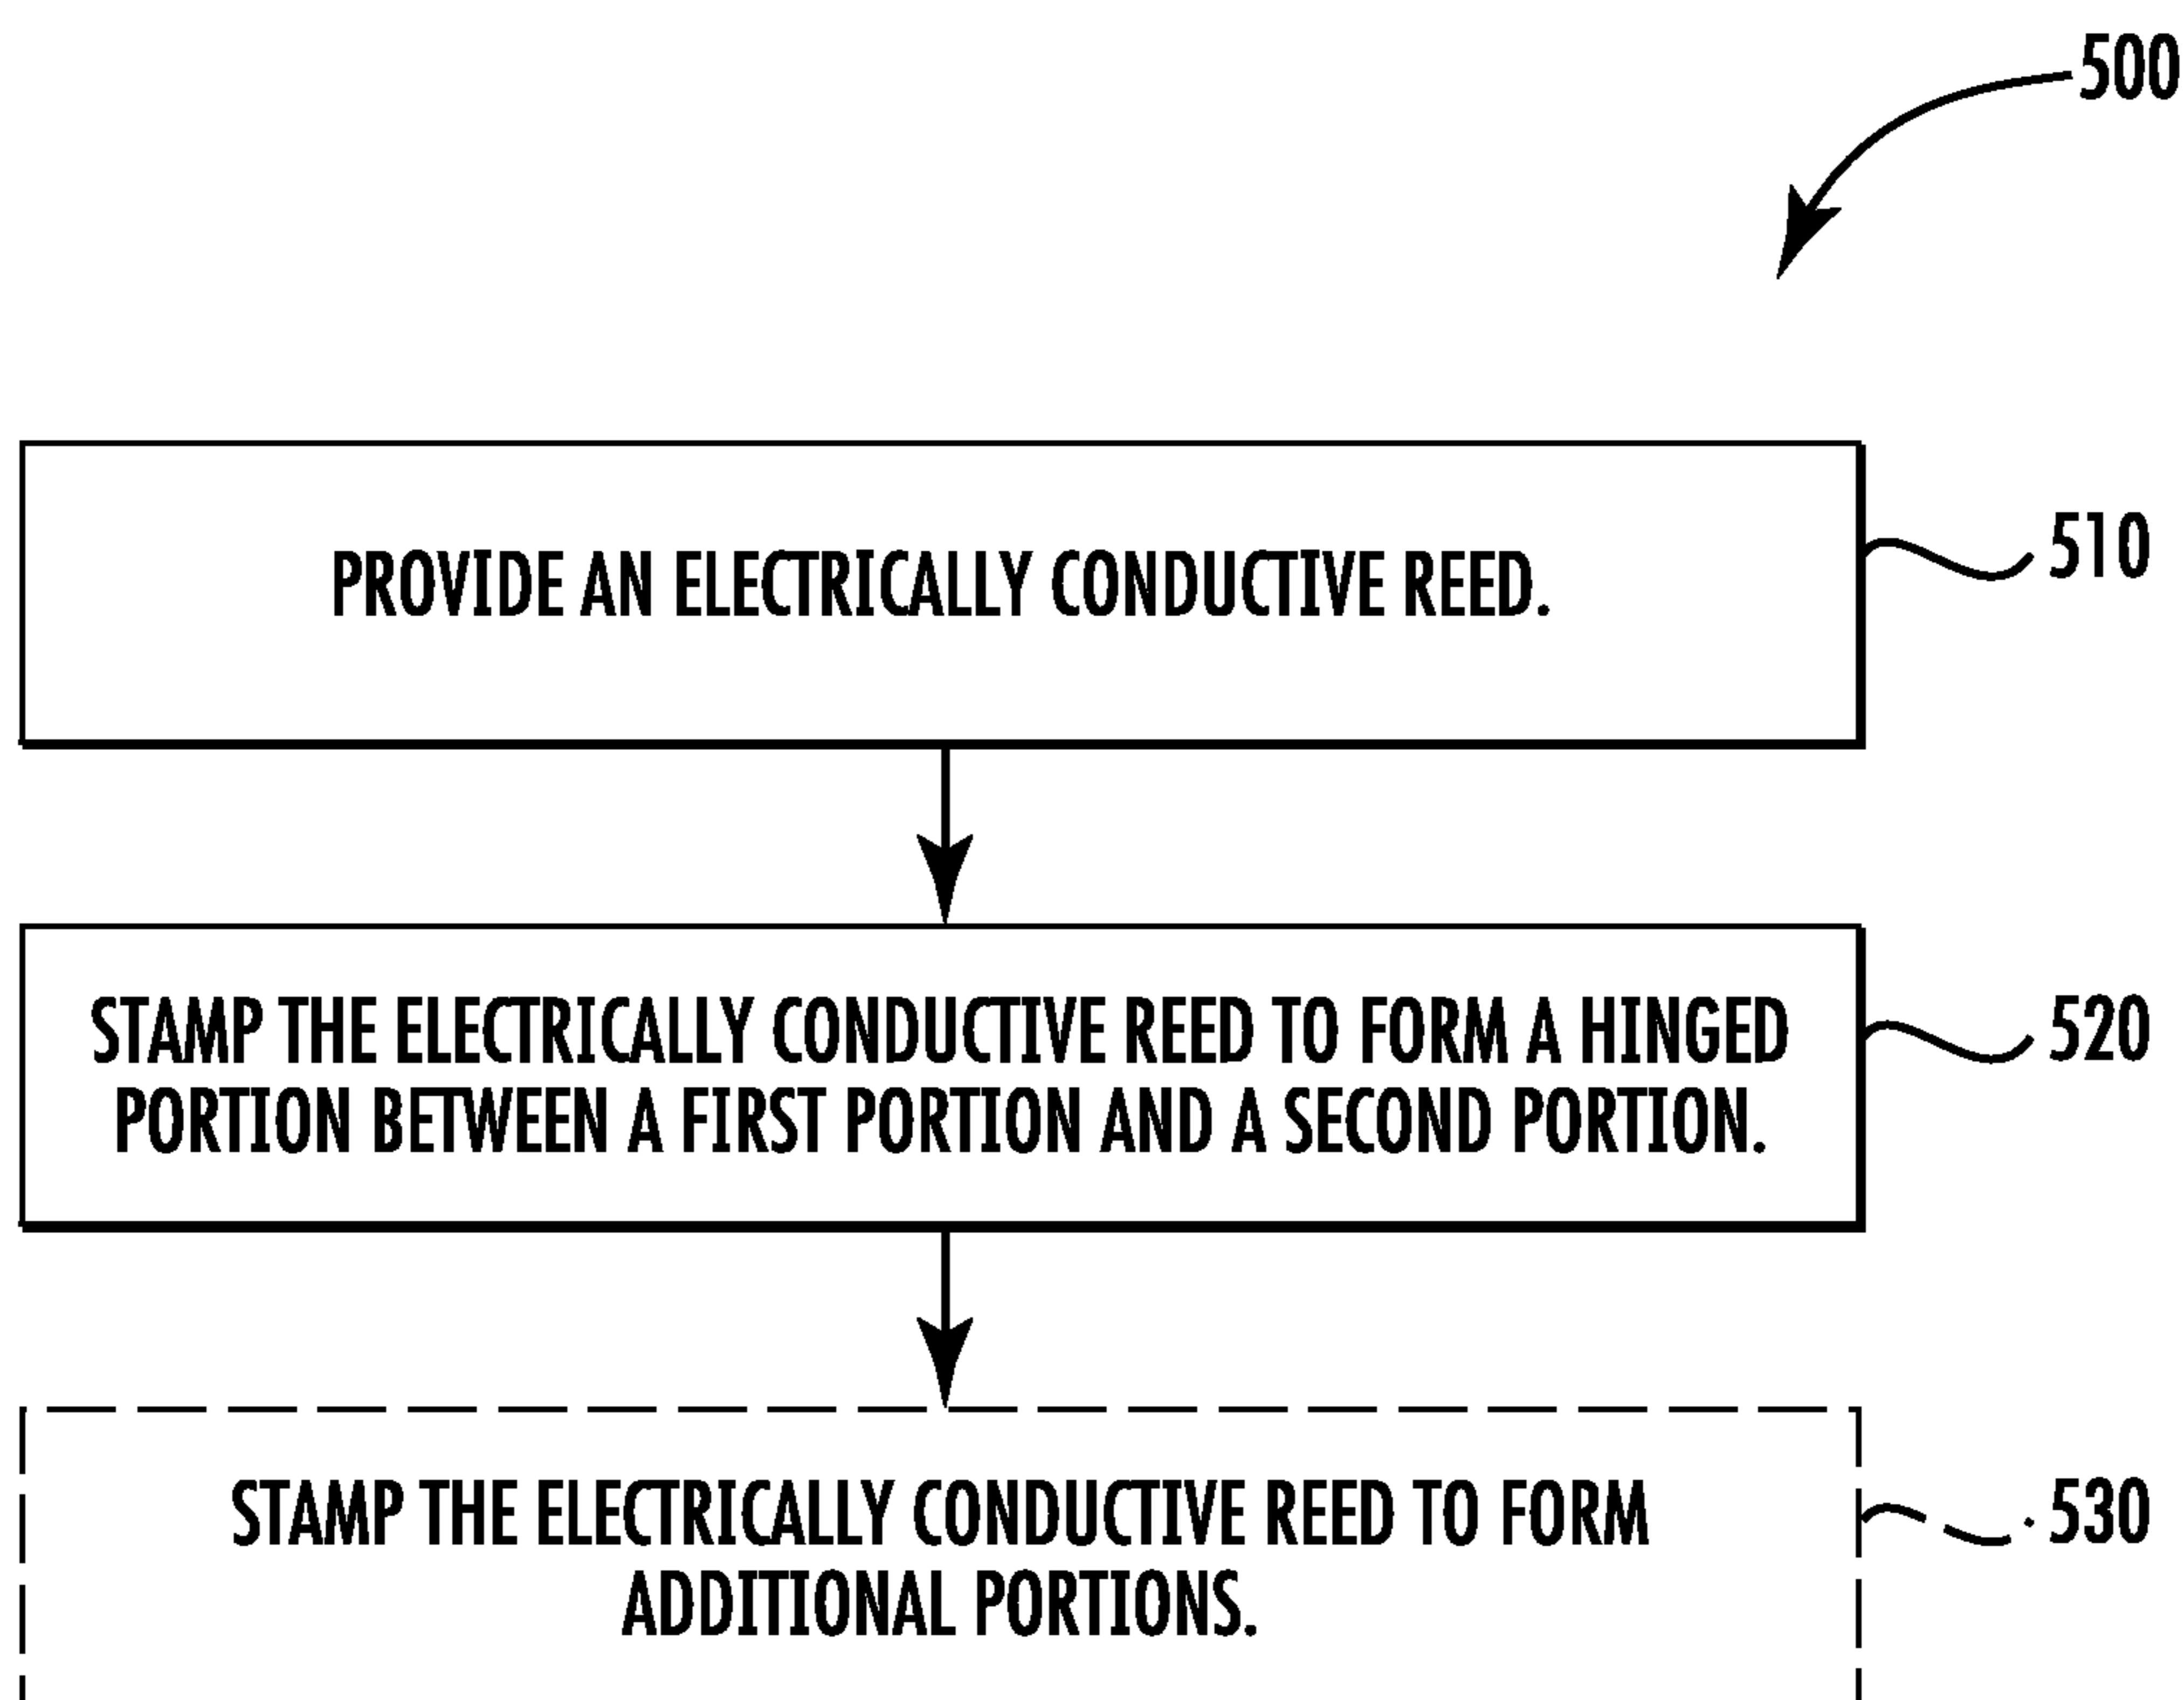 500
PROVIDE AN ELECTRICALLY CONDUCTIVE REED.
510
STAMP THE ELECTRICALLY CONDUCTIVE REED TO FORM A HINGED
PORTION BETWEEN A FIRST PORTION AND A SECOND PORTION.
520
STAMP THE ELECTRICALLY CONDUCTIVE REED TO FORM
ADDITIONAL PORTIONS.
530